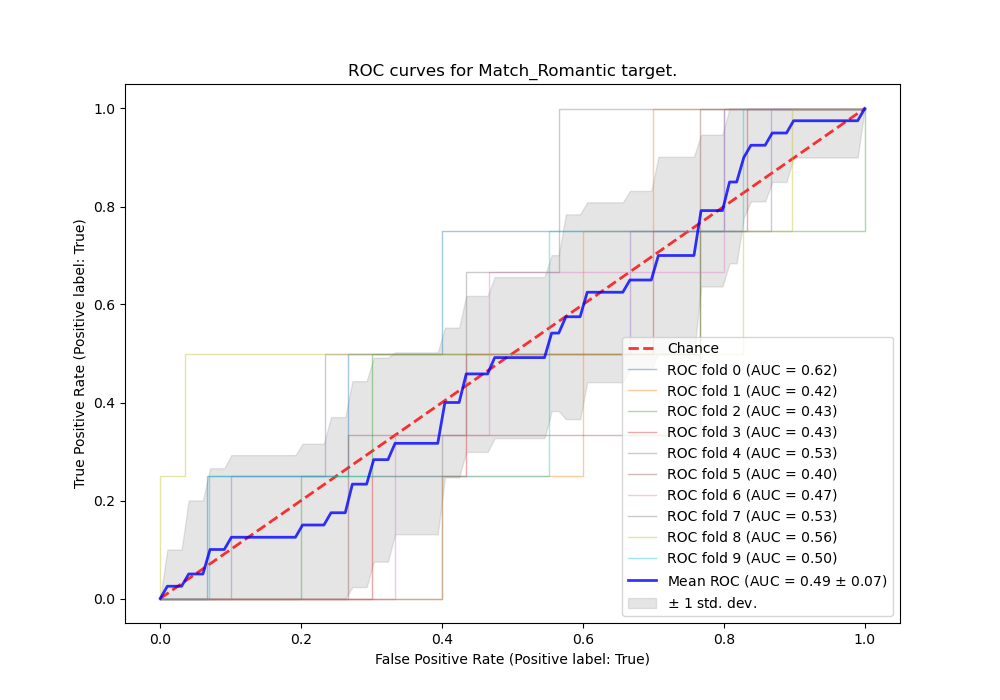 ROC curves for Match_Romantic target.
True Positive Rate (Positive label: True)
1.0
0.8
0.6
0.4
0.2
0.0
0.0 0.2 0.4 0.6 0.8 1.0
False Positive Rate (Positive label: True)
Chance
ROC fold 0 (AUC = 0.62)
ROC fold 1 (AUC = 0.42)
ROC fold 2 (AUC = 0.43)
ROC fold 3 (AUC = 0.43)
ROC fold 4 (AUC = 0.53)
ROC fold 5 (AUC = 0.40)
ROC fold 6 (AUC = 0.47)
ROC fold 7 (AUC = 0.53)
ROC fold 8 (AUC = 0.56)
ROC fold 9 (AUC = 0.50)
Mean ROC (AUC = 0.49 ± 0.07)
± 1 std. dev.